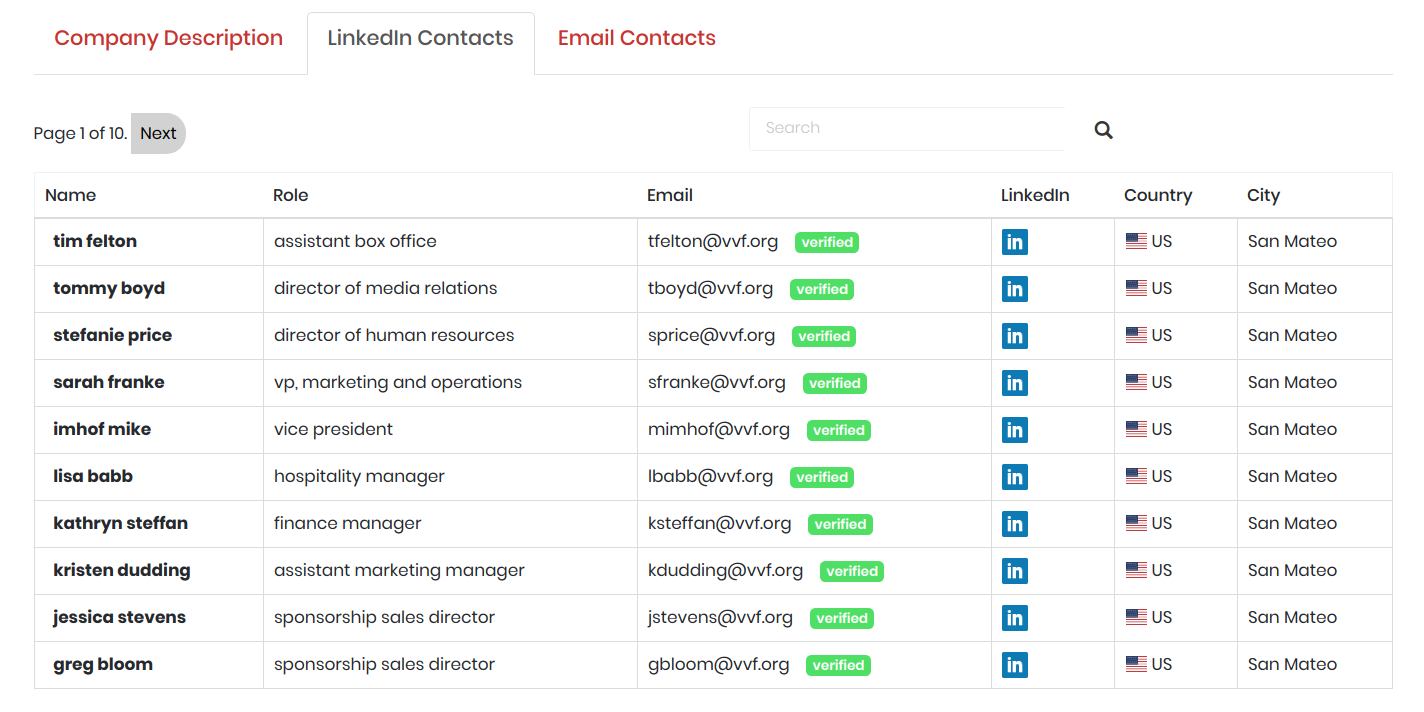 Company Description LinkedIn Contacts Email Contacts
Page 1 of 10. Next Search
Name Role Email LinkedIn Country City
tim felton assistant box office tfelton@vvf.org verified in US San Mateo
tommy boyd director of media relations tboyd@vvf.org verified in US San Mateo
stefanie price director of human resources sprice@vvf.org verified in US San Mateo
sarah franke vp, marketing and operations sfranke@vvf.org verified in US San Mateo
imhof mike vice president mimhof@vvf.org verified in US San Mateo
lisa babb hospitality manager lbabb@vvf.org verified in US San Mateo
kathryn steffan finance manager ksteffan@vvf.org verified in US San Mateo
kristen dudding assistant marketing manager kdudding@vvf.org verified in US San Mateo
jessica stevens sponsorship sales director jstevens@vvf.org verified in US San Mateo
greg bloom sponsorship sales director gbloom@vvf.org verified in US San Mateo